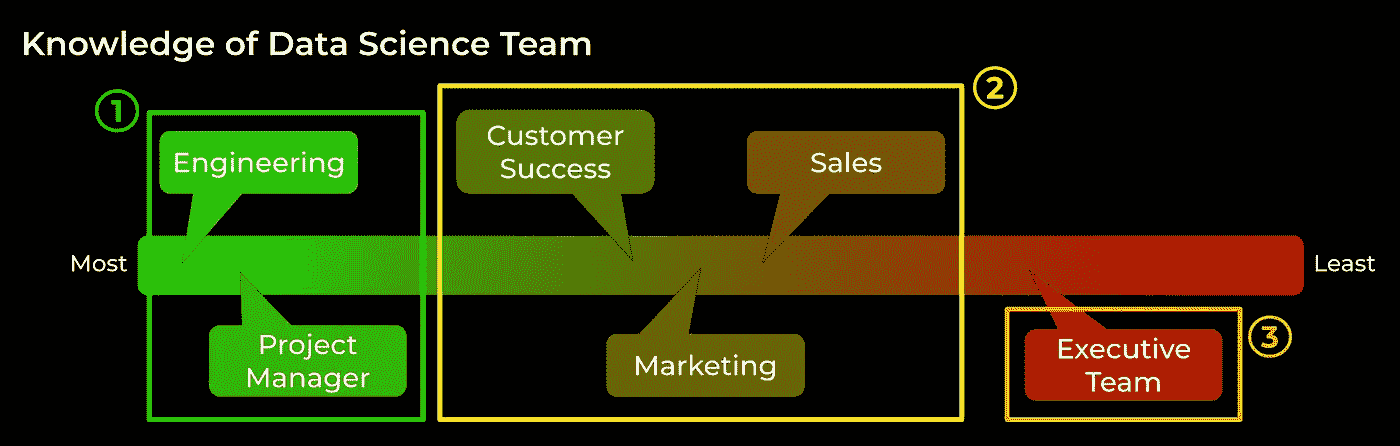 Knowledge of Data Science Team
1
2
Engineering
Customer
Success
Sales
Most
Least
Project
Manager
Marketing
Executive
Team
3